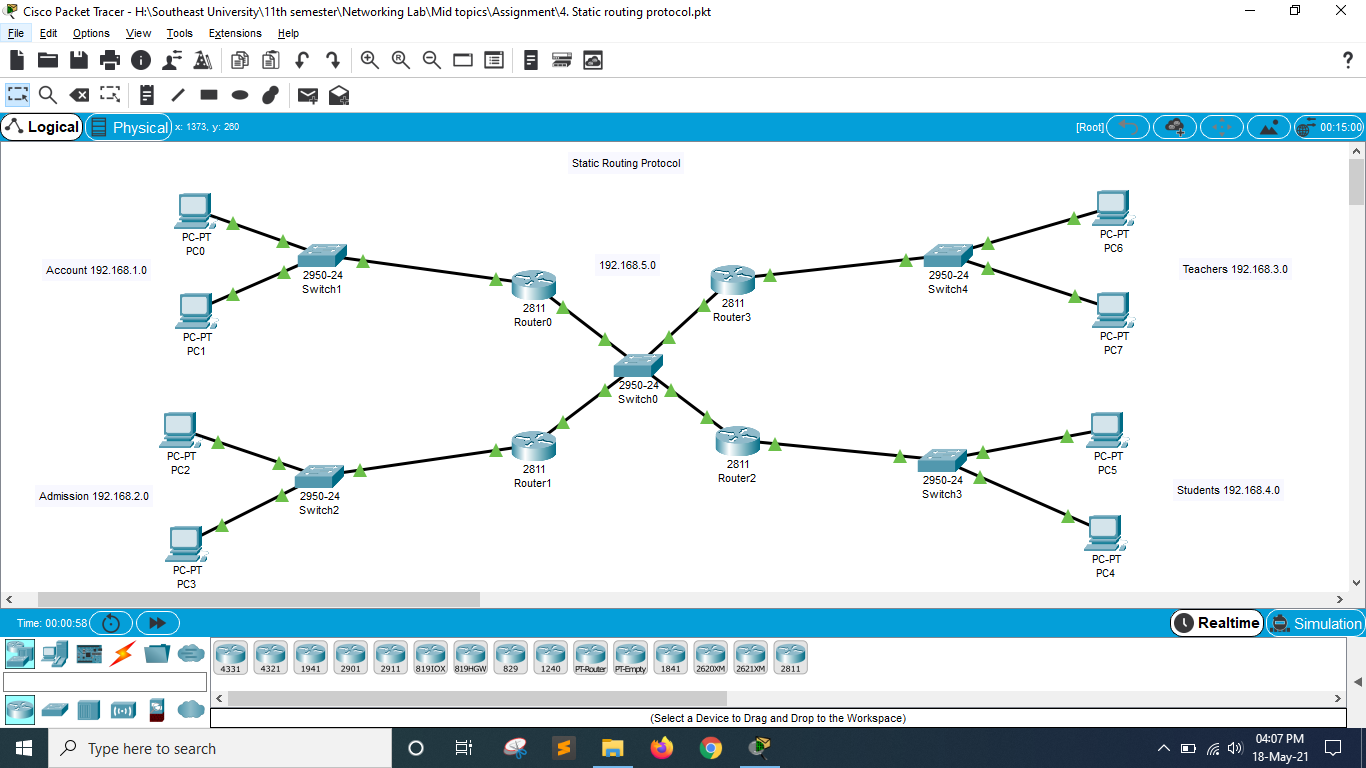 Cisco Packet Tracer - H:\Southeast University\11th semester\Networking Lab\Mid topics\Assignment\4. Static routing protocol.pkt
File Edit Options View Tools Extensions Help
Logical Physical x: 1373, y: 260 [Root] 00:15:00
Static Routing Protocol
PC-PT
PC0
Account 192.168.1.0
PC-PT
PC1
2950-24
Switch1
2811
Router0
192.168.5.0
2811
Router3
2950-24
Switch4
PC-PT
PC6
Teachers 192.168.3.0
PC-PT
PC7
2950-24
Switch0
PC-PT
PC2
Admission 192.168.2.0
PC-PT
PC3
2950-24
Switch2
2811
Router1
2811
Router2
2950-24
Switch3
PC-PT
PC5
Students 192.168.4.0
PC-PT
PC4
Time: 00:00:58 Realtime Simulation
4331 4321 1941 2901 2911 819IOX 819HGW 829 1240 PT-Router PT-Empty 1841 2620XM 2621XM 2811
(Select a Device to Drag and Drop to the Workspace)
Type here to search
04:07 PM
18-May-21